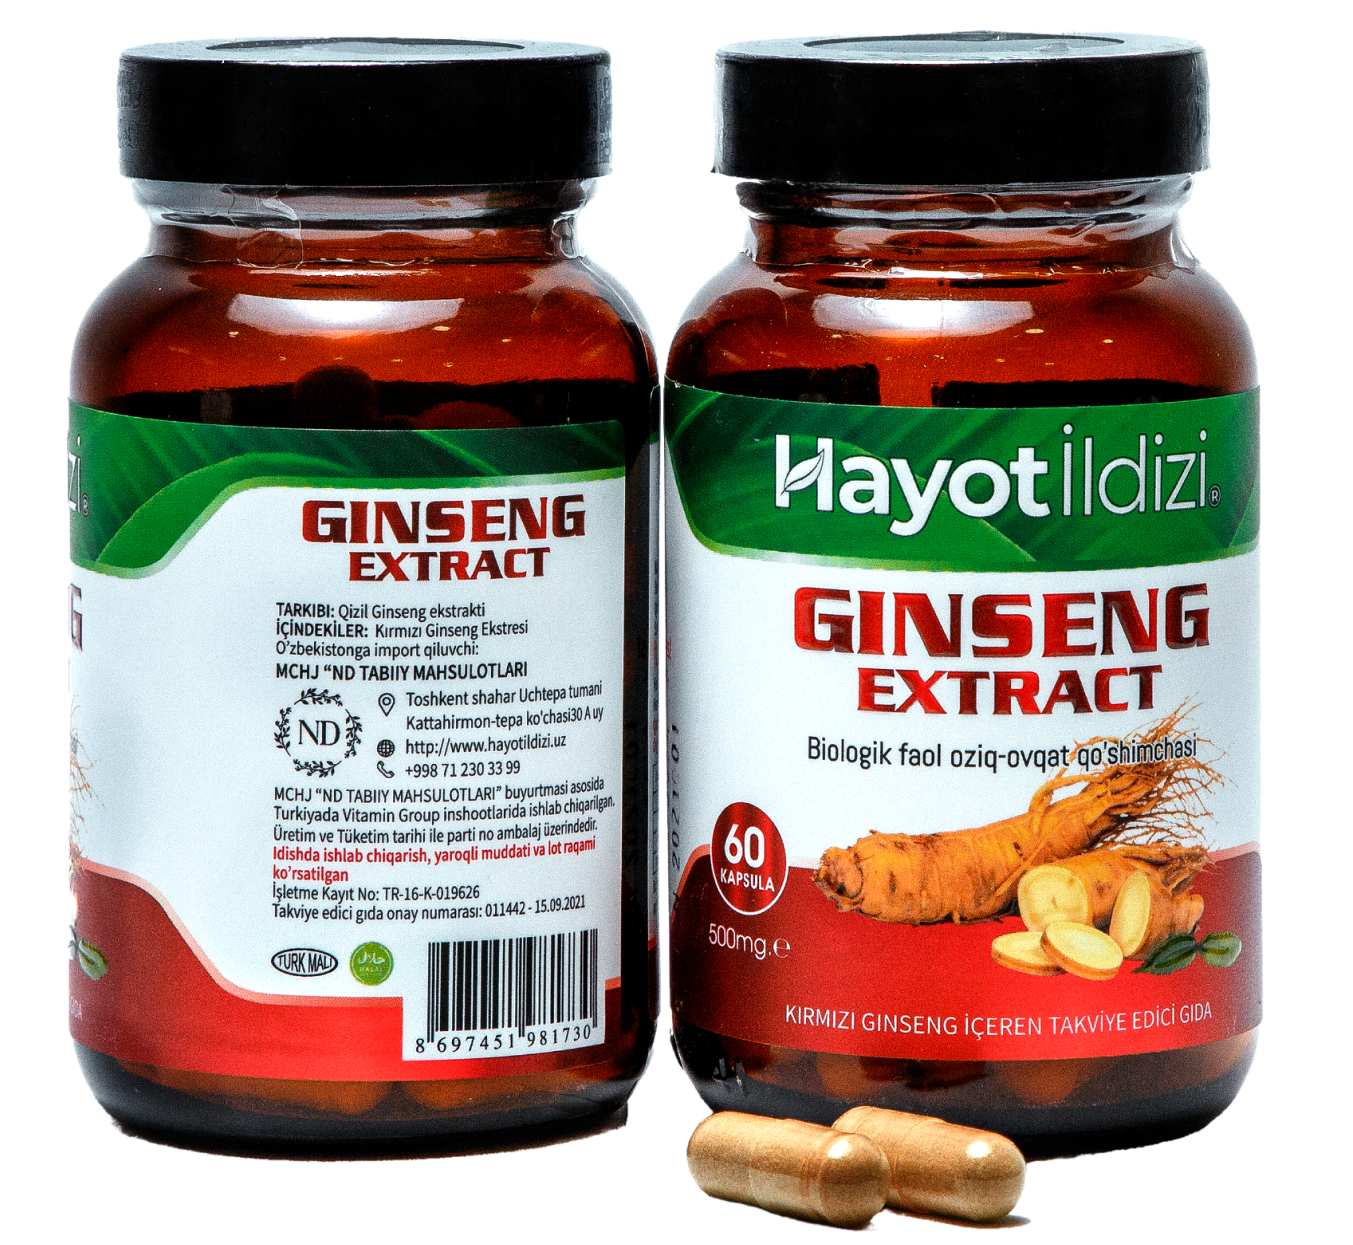 GINSENG
EXTRACT
TARKIBI: Qizil Ginseng ekstrakti
İÇİNDEKİLER: Kırmızı Ginseng Ekstresi
O'zbekistonga import qiluvchi:
MCHJ “ND TABIIY MAHSULOTLARI
ND
Toshkent shahar Uchtepa tumani
Kattahirmon-tepa ko'chasi30 A uy
http://www.hayotildizi.uz
+998 71 230 33 99
MCHJ “ND TABIIY MAHSULOTLARI” buyurtmasi asosida
Turkiyada Vitamin Group inshootlarida ishlab chiqarilgan.
Üretim ve Tüketim tarihi ile parti no ambalaj üzerindedir.
Idishda ishlab chiqarish, yaroqli muddati va lot raqami
ko'rsatilgan
İşletme Kayıt No: TR-16-K-019626
Takviye edici gıda onay numarası: 011442 - 15.09.2021
TURK MALI
حلال
HALAL
8 697451 981730
Hayot İldizi®
GINSENG
EXTRACT
Biologik faol oziq-ovqat qo'shimchasi
60
KAPSULA
500mg.℮
KIRMIZI GINSENG İÇEREN TAKVİYE EDİCİ GIDA